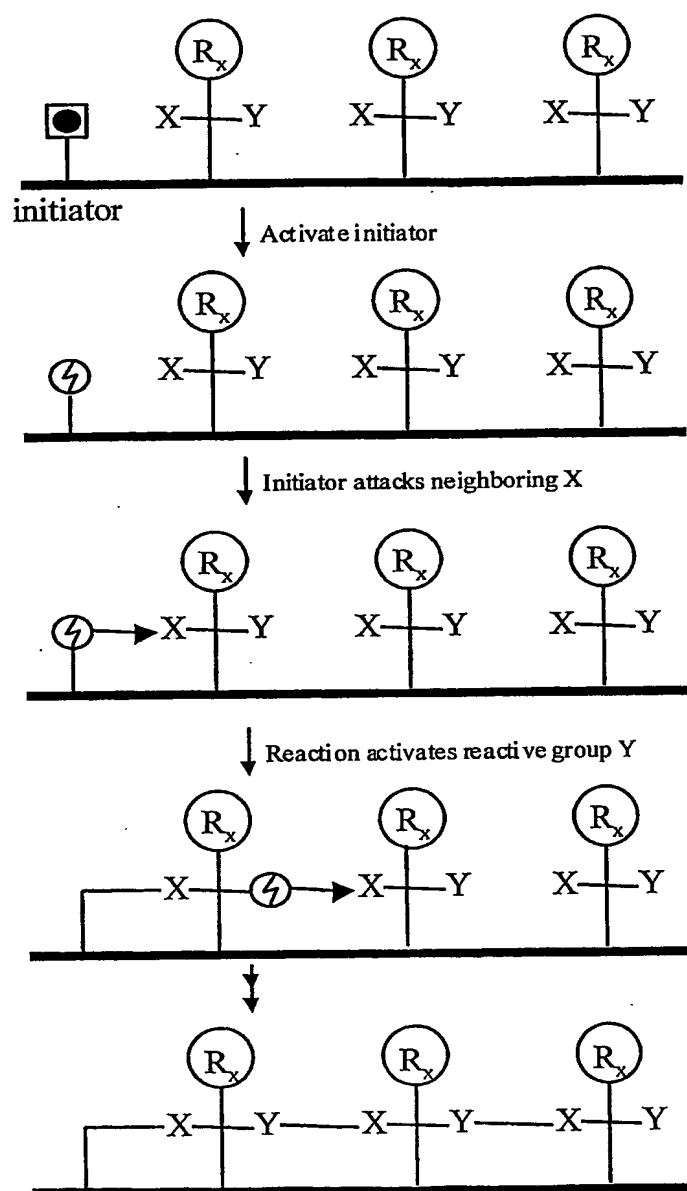 Rx Rx Rx
X Y X Y X Y
initiator
Activate initiator
Rx Rx Rx
X Y X Y X Y
Initiator attacks neighboring X
Rx Rx Rx
X Y X Y X Y
Reaction activates reactive group Y
Rx Rx Rx
X X Y X Y
Rx Rx Rx
X Y X Y X Y